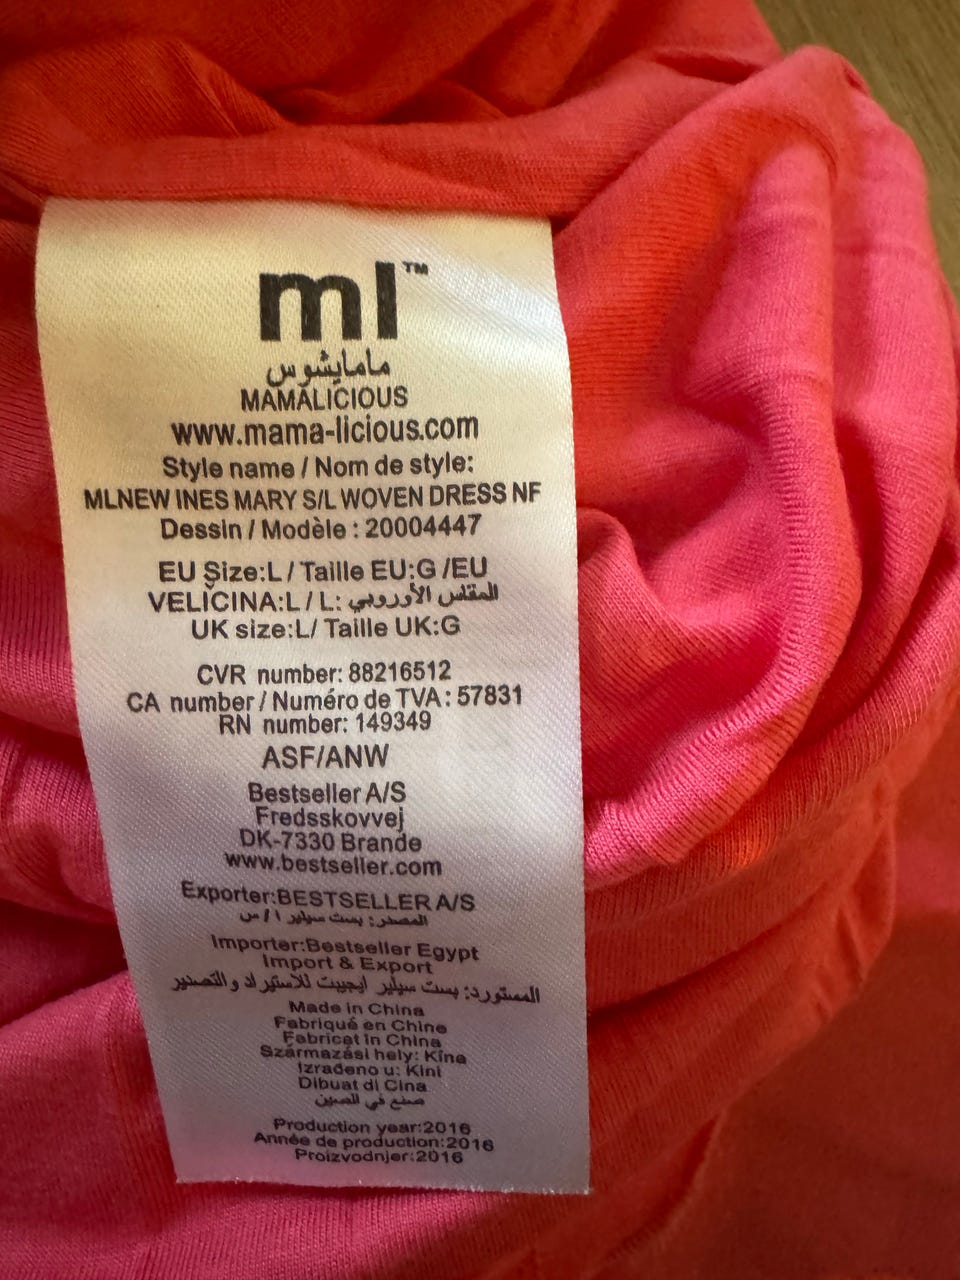 ml™
مامايشوس
MAMALICIOUS
www.mama-licious.com
Style name / Nom de style:
MLNEW INES MARY S/L WOVEN DRESS NF
Dessin / Modèle : 20004447
EU Size:L / Taille EU:G /EU
VELIČINA:L / L: المقاس الأوروبي
UK size:L/ Taille UK:G
CVR number: 88216512
CA number / Numéro de TVA: 57831
RN number: 149349
ASF/ANW
Bestseller A/S
Fredsskovvej
DK-7330 Brande
www.bestseller.com
Exporter:BESTSELLER A/S
المصدر: بست سيلير ا / س
Importer:Bestseller Egypt
Import & Export
المستورد: بست سيلير ايجيبت للاستيراد والتصدير
Made in China
Fabriqué en Chine
Fabricat in China
Származási hely: Kína
Izrađeno u: Kini
Dibuat di Cina
صنع في الصين
Production year:2016
Année de production:2016
Proizvodnjer:2016